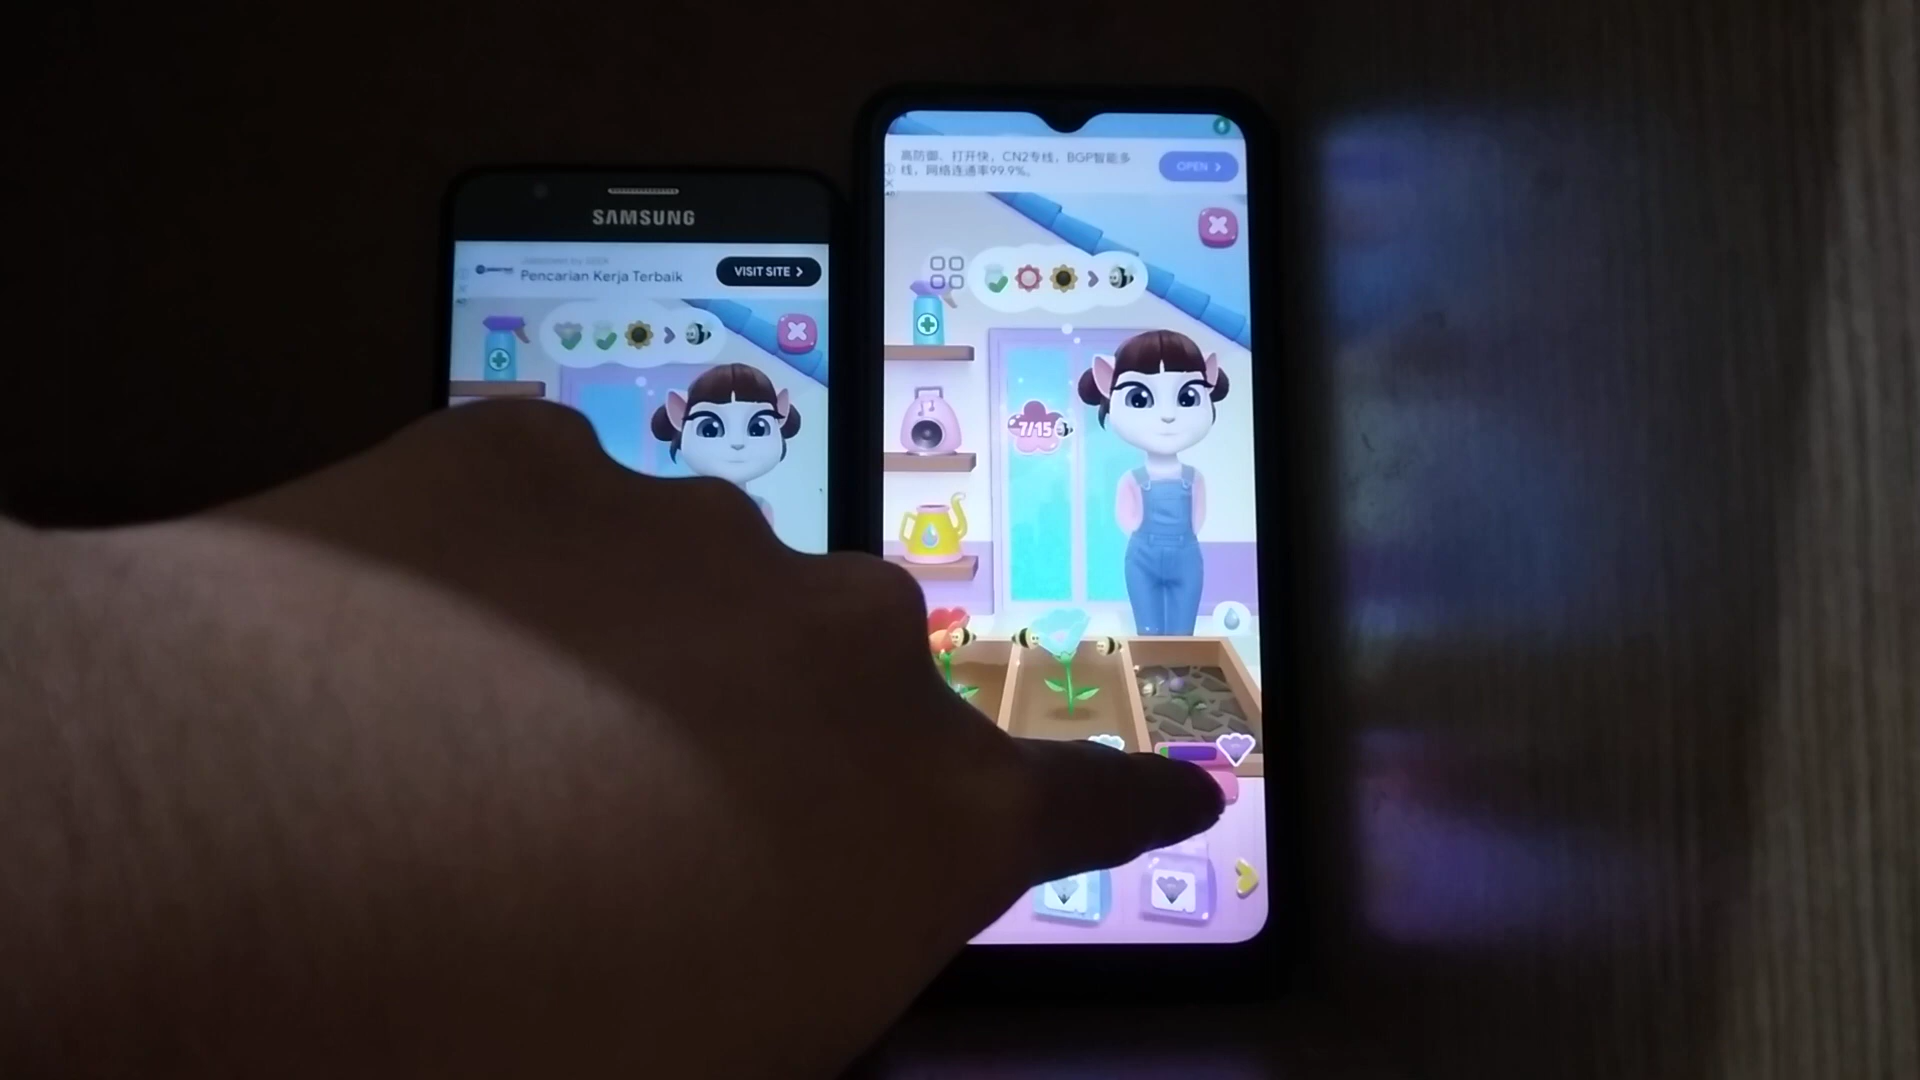 SAMSUNG
Pencarian Kerja Terbaik
VISIT SITE
高防御、打开快，CN2专线，BGP智能多
线，网络连通率99.9%。
OPEN
7/15